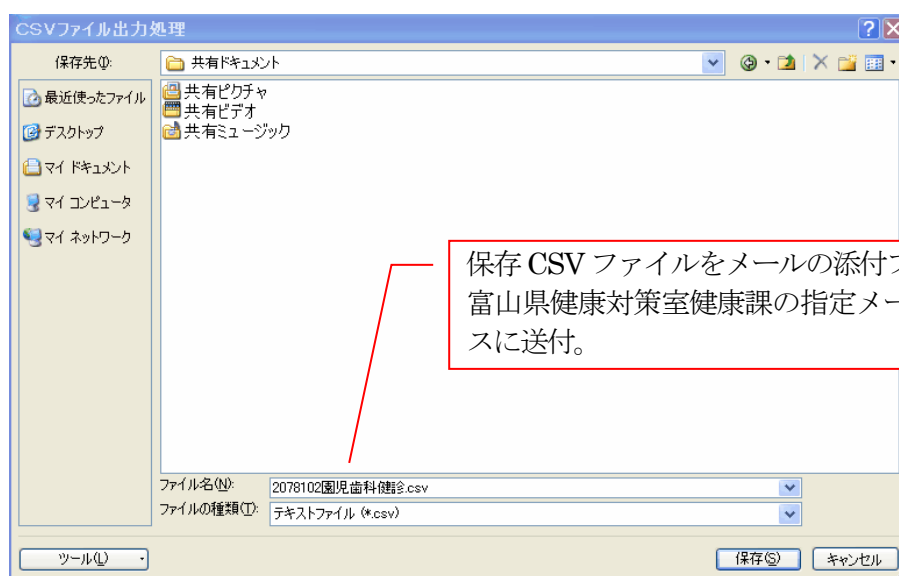 CSVファイル出力処理
保存先(I):
共有ドキュメント
最近使ったファイル
デスクトップ
マイ ドキュメント
マイ コンピュータ
マイ ネットワーク
共有ピクチャ
共有ビデオ
共有ミュージック
保存 CSV ファイルをメールの添付フ
富山県健康対策室健康課の指定メー
スに送付。
ファイル名(N):
2078102園児歯科健診.csv
ファイルの種類(T):
テキストファイル (*.csv)
ツール(L)
保存(S)
キャンセル